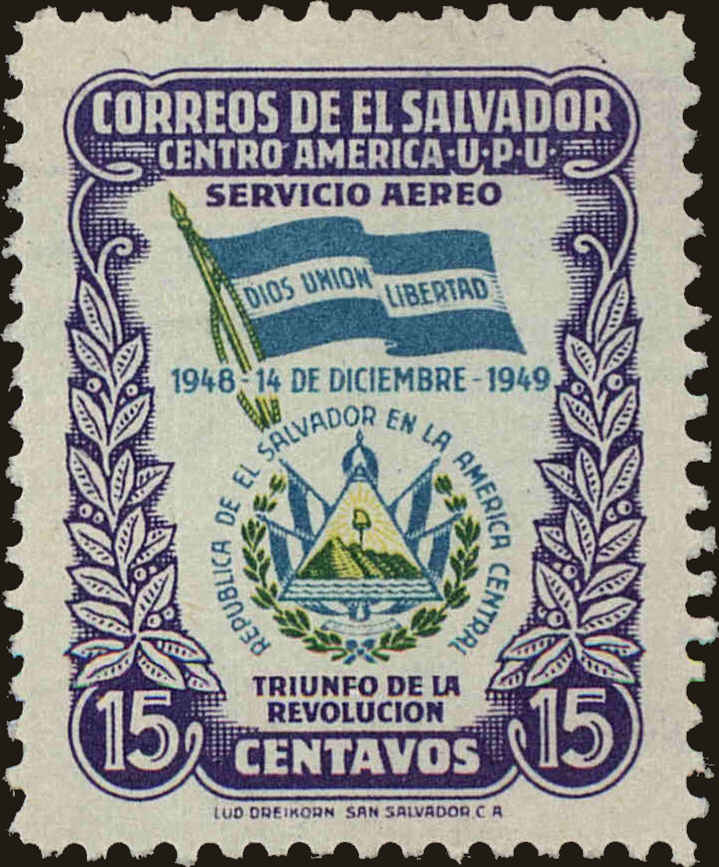 CORREOS DE EL SALVADOR
CENTRO AMERICA·U·P·U·
SERVICIO AEREO
DIOS UNION LIBERTAD
1948-14 DE DICIEMBRE-1949
REPUBLICA DE EL SALVADOR EN LA AMERICA CENTRAL
TRIUNFO DE LA
REVOLUCION
15 CENTAVOS 15
LUD DREIKORN SAN SALVADOR, C A